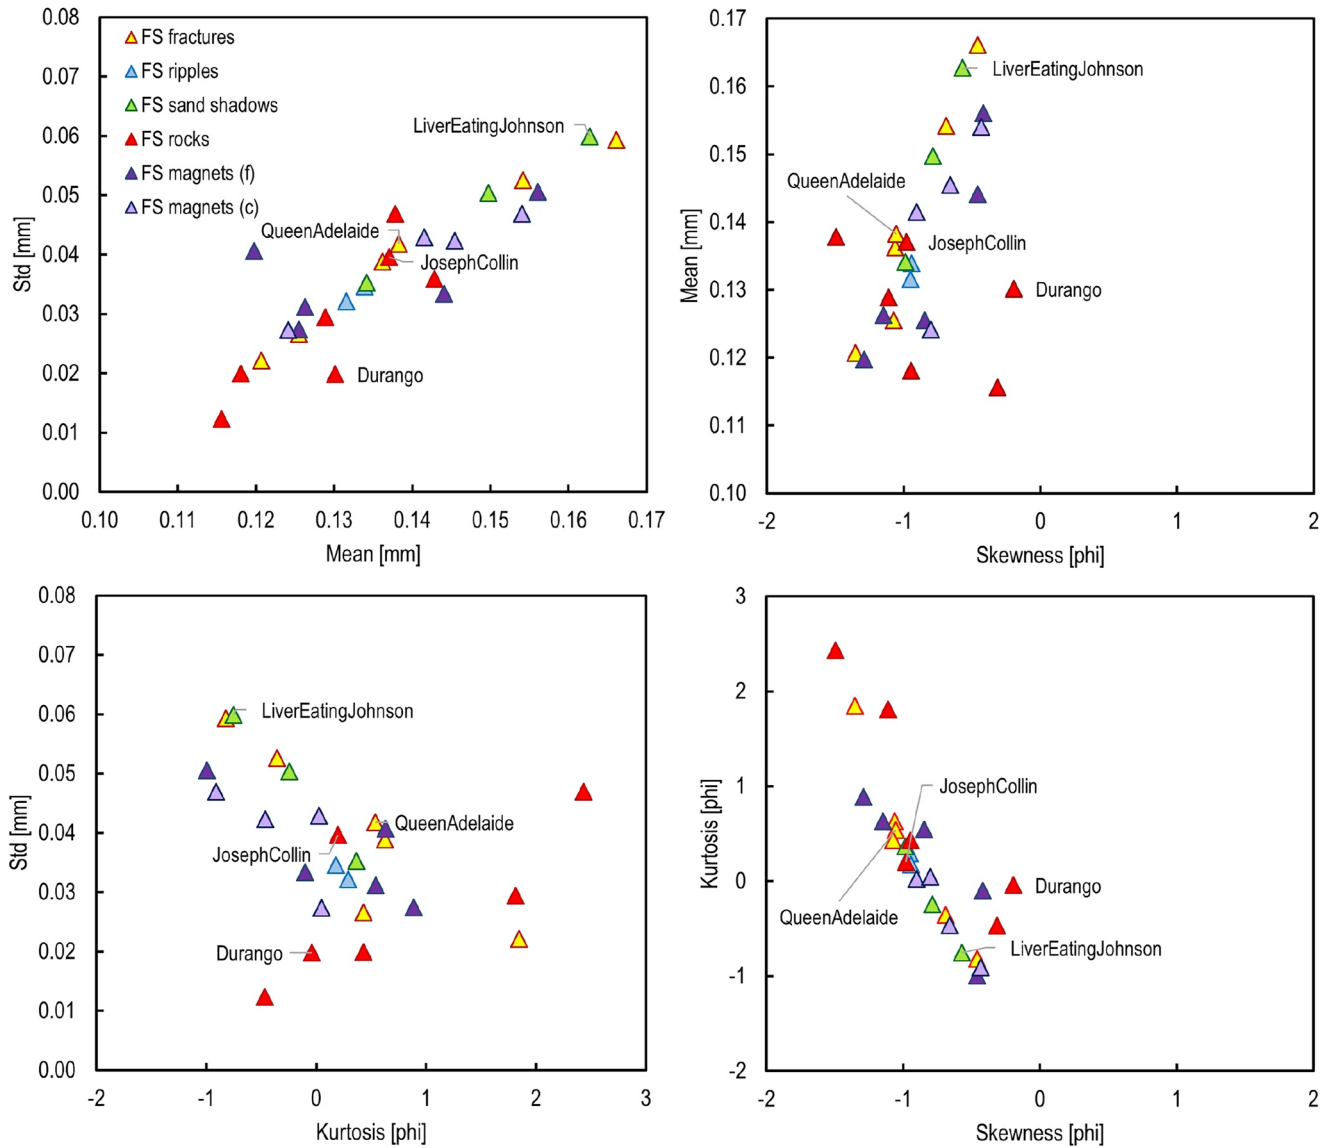 0.08
0.07
0.06
0.05
0.04
0.03
0.02
0.01
0.00
Std [mm]
FS fractures
FS ripples
FS sand shadows
FS rocks
FS magnets (f)
FS magnets (c)
LiverEatingJohnson
QueenAdelaide
JosephCollin
Durango
0.10 0.11 0.12 0.13 0.14 0.15 0.16 0.17
Mean [mm]
0.17
0.16
0.15
0.14
0.13
0.12
0.11
0.10
Mean [mm]
LiverEatingJohnson
QueenAdelaide
JosephCollin
Durango
-2 -1 0 1 2
Skewness [phi]
0.08
0.07
0.06
0.05
0.04
0.03
0.02
0.01
0.00
Std [mm]
LiverEatingJohnson
QueenAdelaide
JosephCollin
Durango
-2 -1 0 1 2 3
Kurtosis [phi]
3
2
1
0
-1
-2
Kurtosis [phi]
JosephCollin
Durango
QueenAdelaide
LiverEatingJohnson
-2 -1 0 1 2
Skewness [phi]